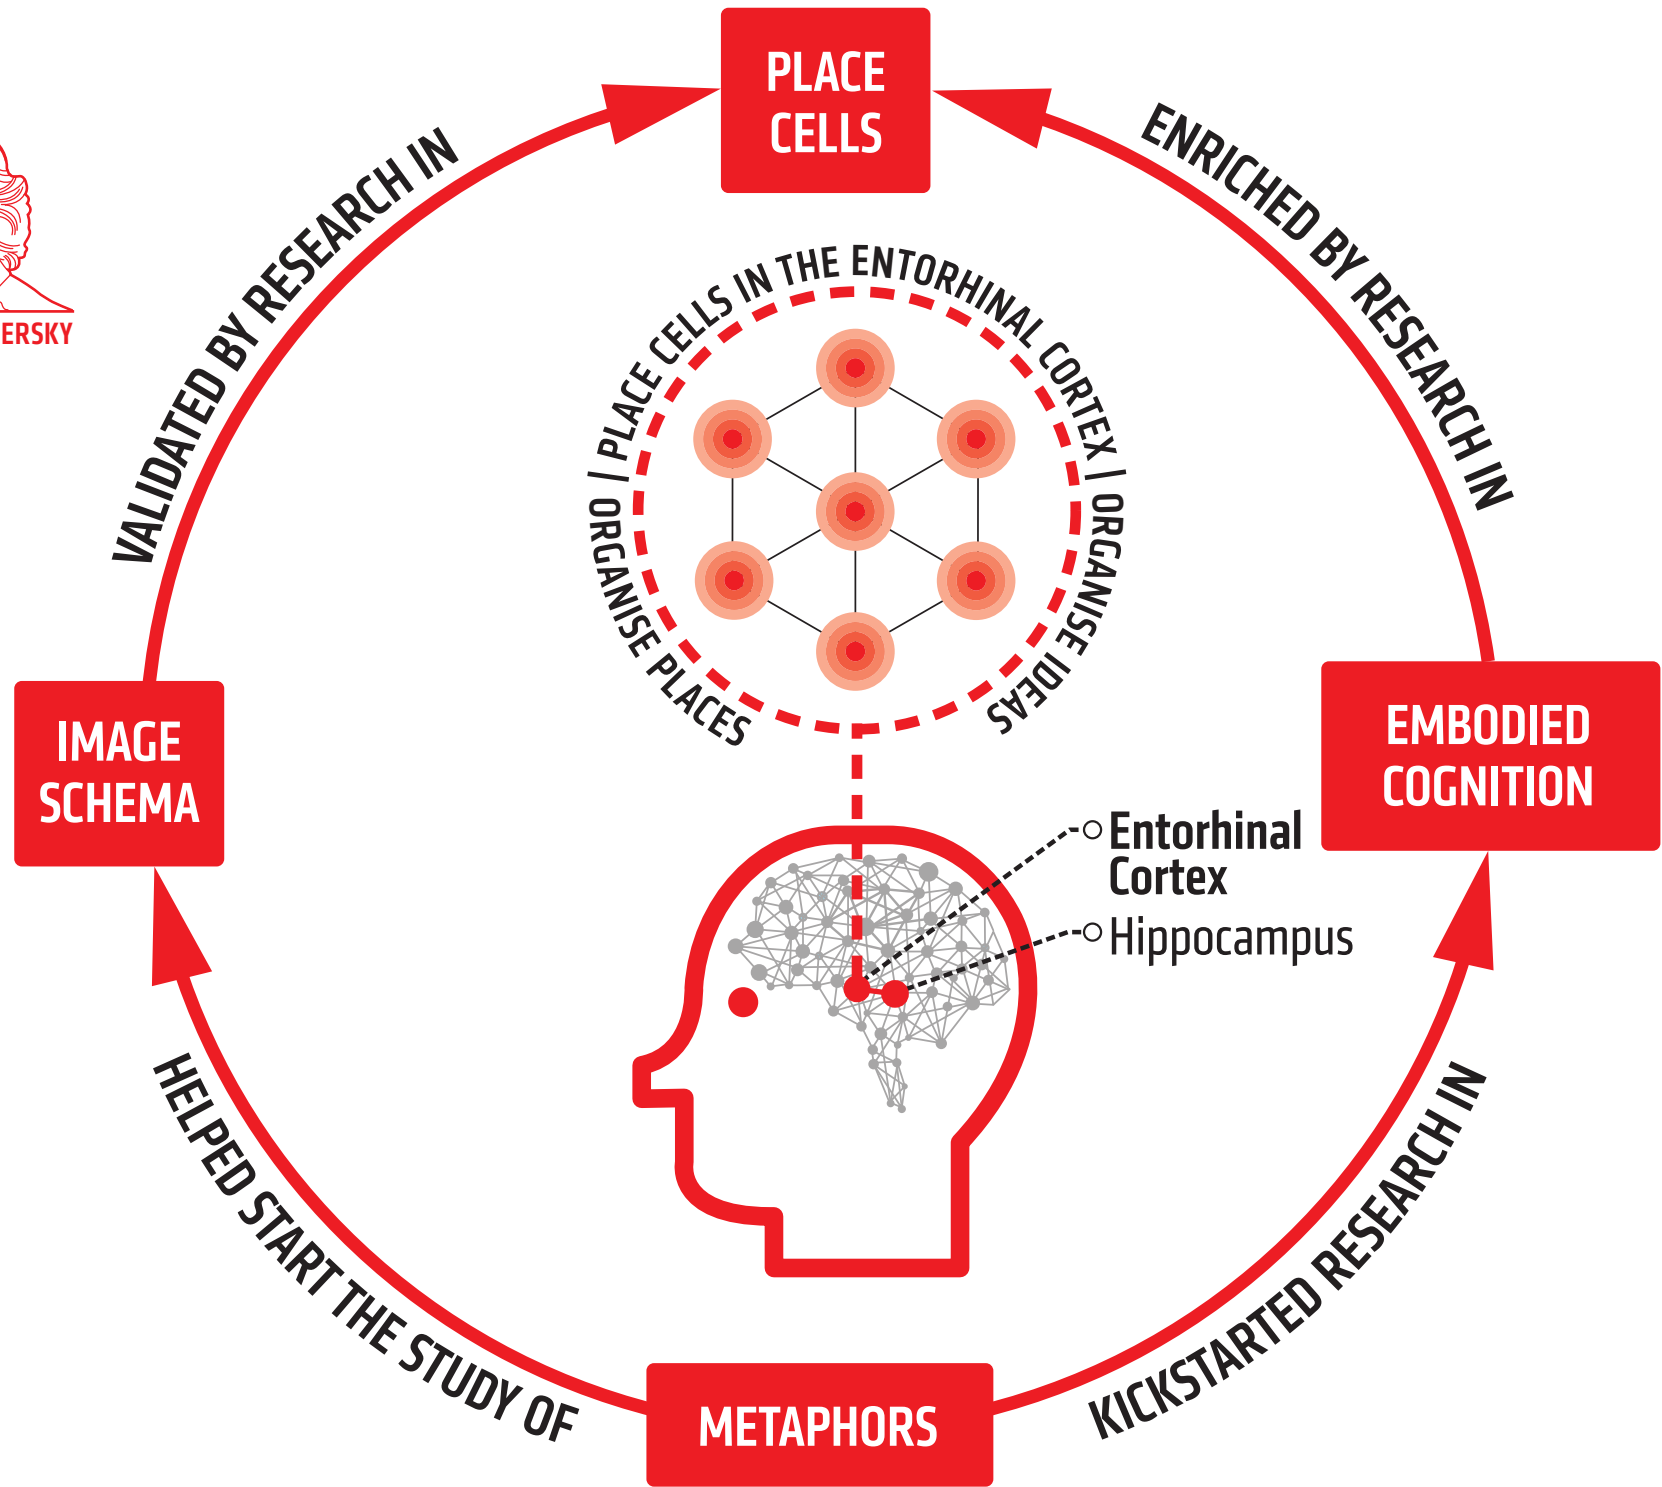 PLACE
CELLS
VALIDATED BY RESEARCH IN
ENRICHED BY RESEARCH IN
ERSKY
| PLACE CELLS IN THE ENTORHINAL CORTEX |
ORGANISE PLACES
ORGANISE IDEAS
IMAGE
SCHEMA
EMBODIED
COGNITION
Entorhinal
Cortex
Hippocampus
HELPED START THE STUDY OF
KICKSTARTED RESEARCH IN
METAPHORS